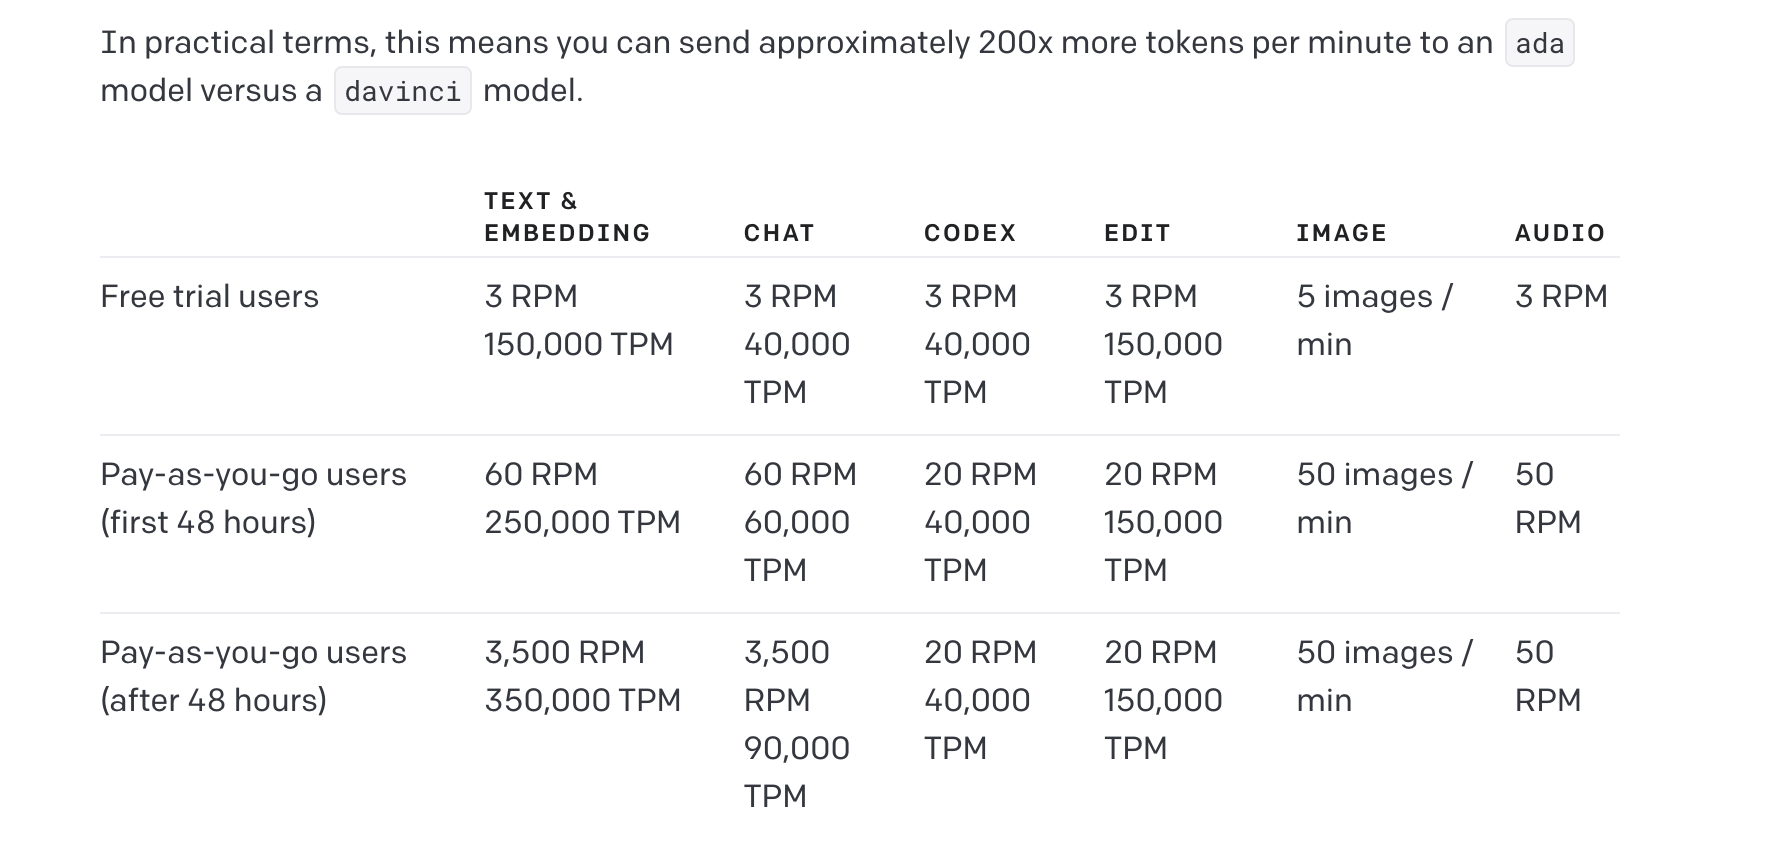 In practical terms, this means you can send approximately 200x more tokens per minute to an ada
model versus a davinci model.
TEXT &
EMBEDDING CHAT CODEX EDIT IMAGE AUDIO
Free trial users 3 RPM 3 RPM 3 RPM 3 RPM 5 images / 3 RPM
150,000 TPM 40,000 40,000 150,000 min
TPM TPM TPM
Pay-as-you-go users 60 RPM 60 RPM 20 RPM 20 RPM 50 images / 50
(first 48 hours) 250,000 TPM 60,000 40,000 150,000 min RPM
TPM TPM TPM
Pay-as-you-go users 3,500 RPM 3,500 20 RPM 20 RPM 50 images / 50
(after 48 hours) 350,000 TPM RPM 40,000 150,000 min RPM
90,000 TPM TPM
TPM